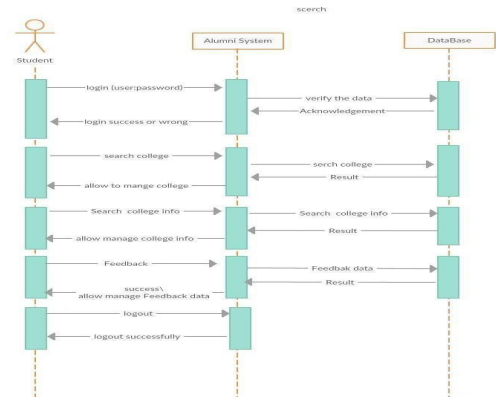 scerch
Student
Alumni System
DataBase
login (user:password)
verify the data
Acknowledgement
login success or wrong
search college
serch college
Result
allow to mange college
Search college info
Search college info
Result
allow manage college info
Feedback
Feedbak data
Result
success\
allow manage Feedback data
logout
logout successfully